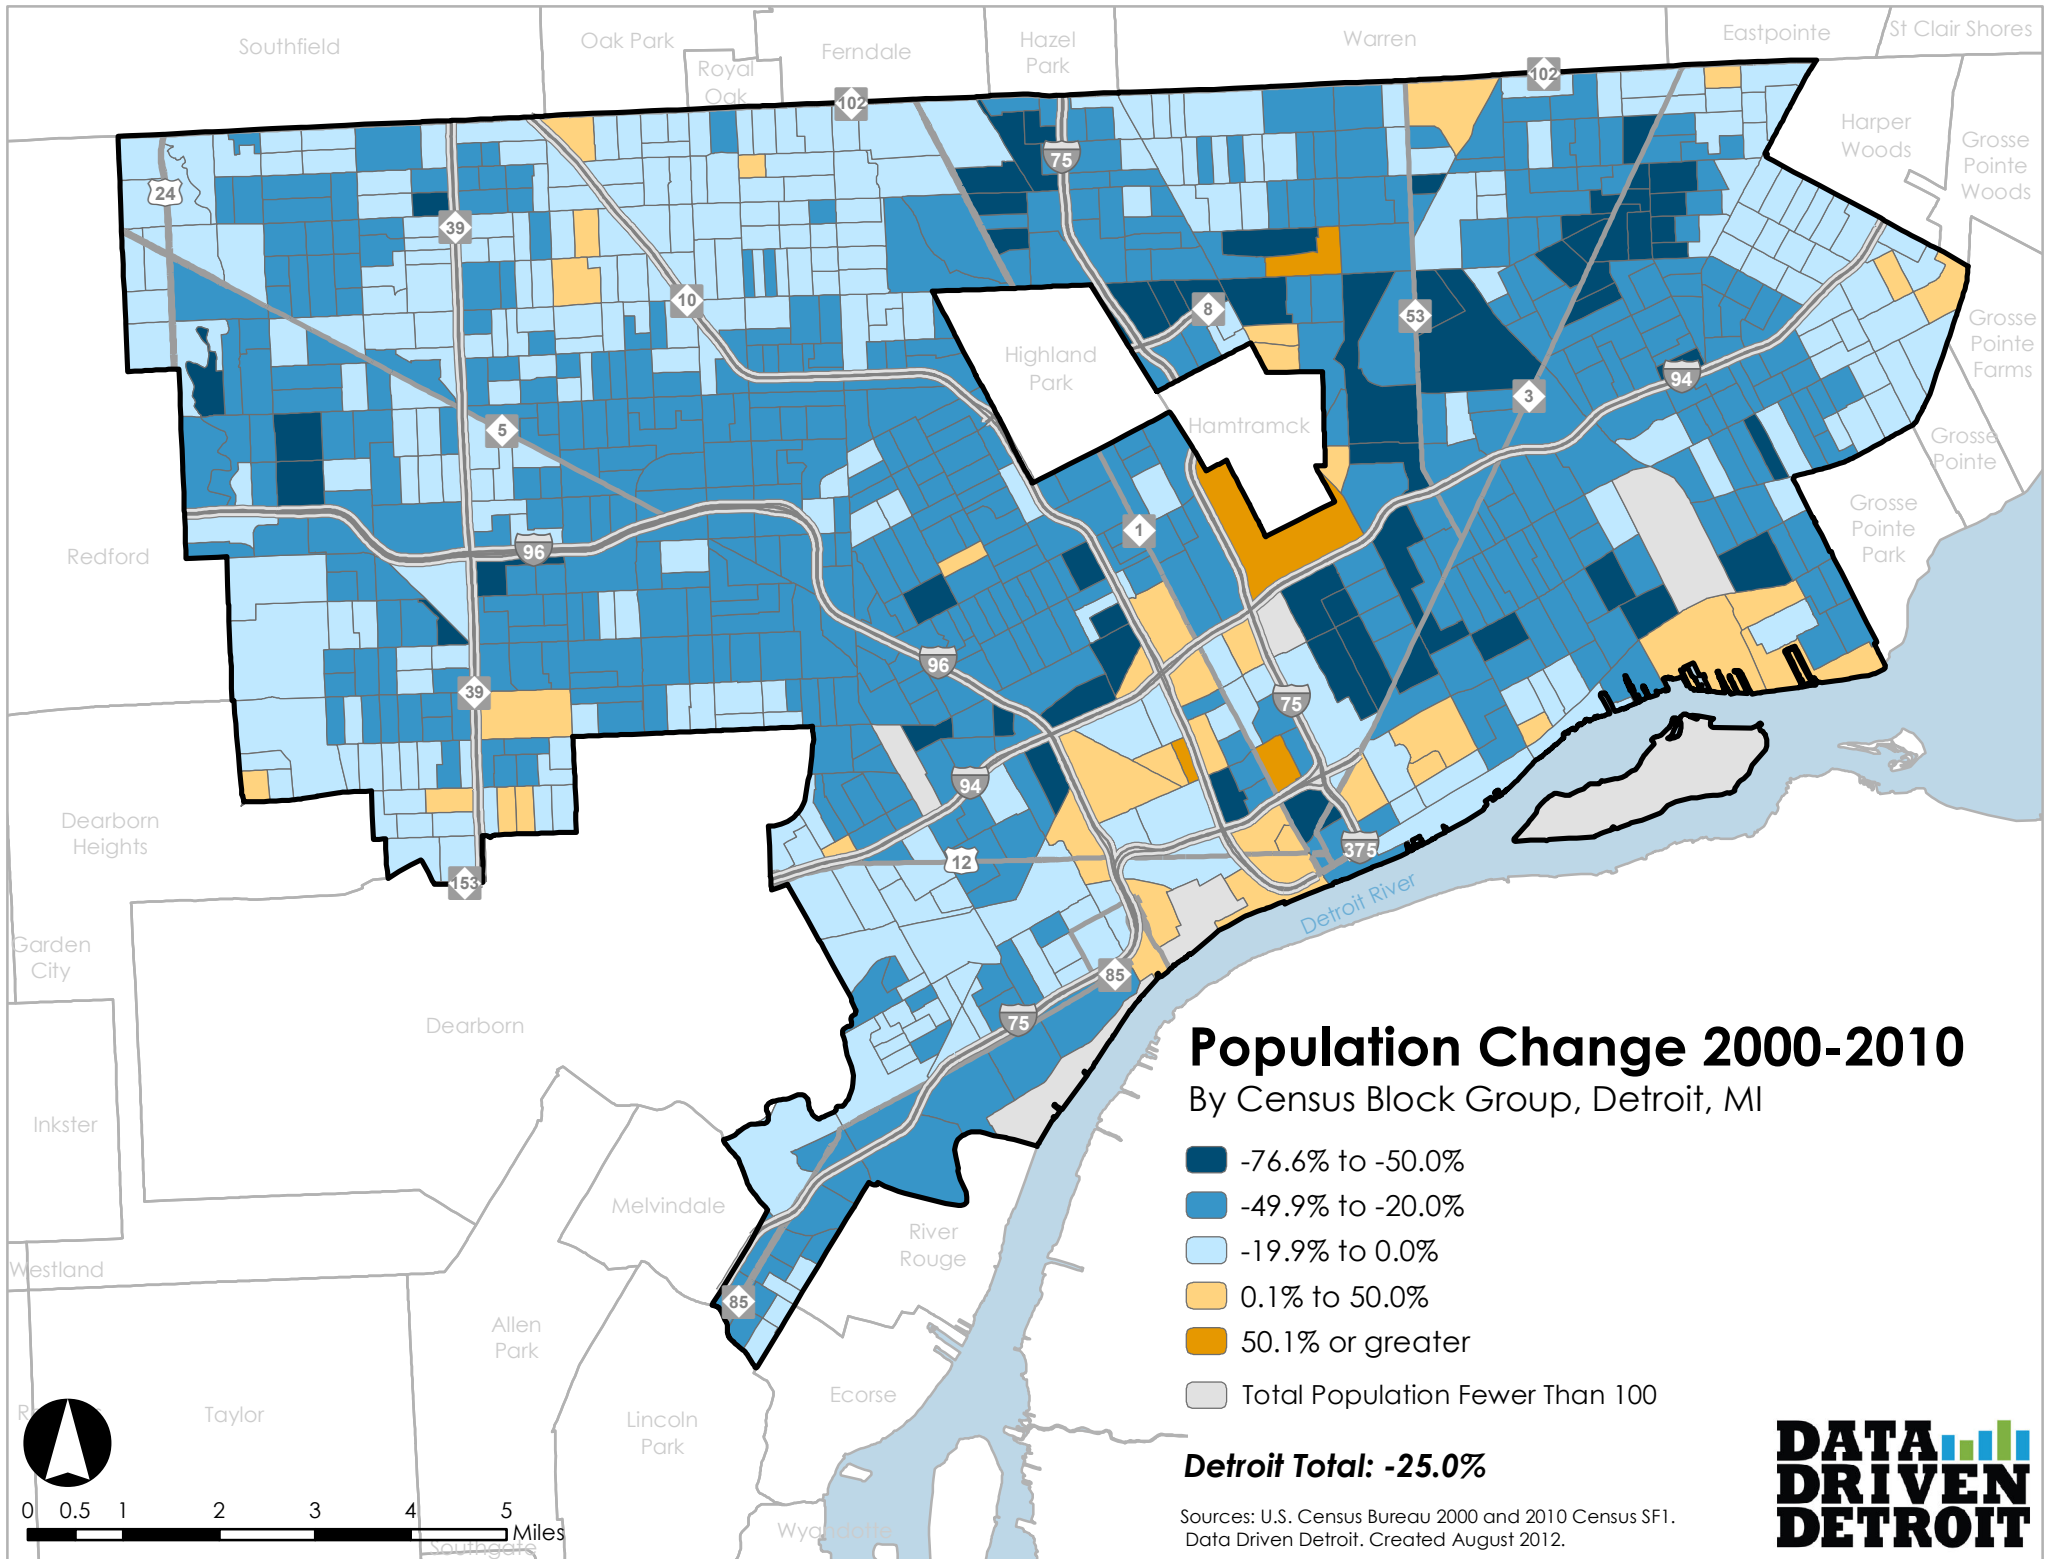 Southfield
Oak Park
Royal
Oak
Ferndale
Hazel
Park
Warren
Eastpointe
St Clair Shores
102
102
Harper
Woods
Grosse
Pointe
Woods
24
75
39
10
8
53
Highland
Park
Grosse
Pointe
Farms
94
3
Hamtramck
5
Grosse
Pointe
Grosse
Pointe
Park
Redford
96
1
96
39
75
94
Dearborn
Heights
12
375
153
Detroit River
Garden
City
85
75
Dearborn
Inkster
Melvindale
River
Rouge
Westland
85
Allen
Park
Ecorse
Taylor
Lincoln
Park
Wyandotte
Southgate
Population Change 2000-2010
By Census Block Group, Detroit, MI
-76.6% to -50.0%
-49.9% to -20.0%
-19.9% to 0.0%
0.1% to 50.0%
50.1% or greater
Total Population Fewer Than 100
Detroit Total: -25.0%
Sources: U.S. Census Bureau 2000 and 2010 Census SF1.
Data Driven Detroit. Created August 2012.
0 0.5 1 2 3 4 5
Miles
DATA
DRIVEN
DETROIT